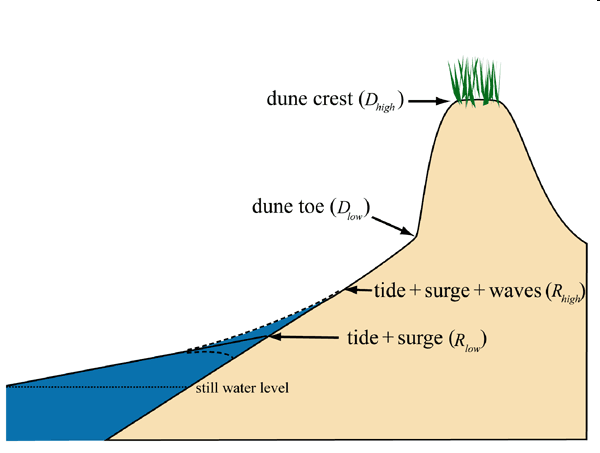 dune crest (Dhigh)
dune toe (Dlow)
tide + surge + waves (Rhigh)
tide + surge (Rlow)
still water level